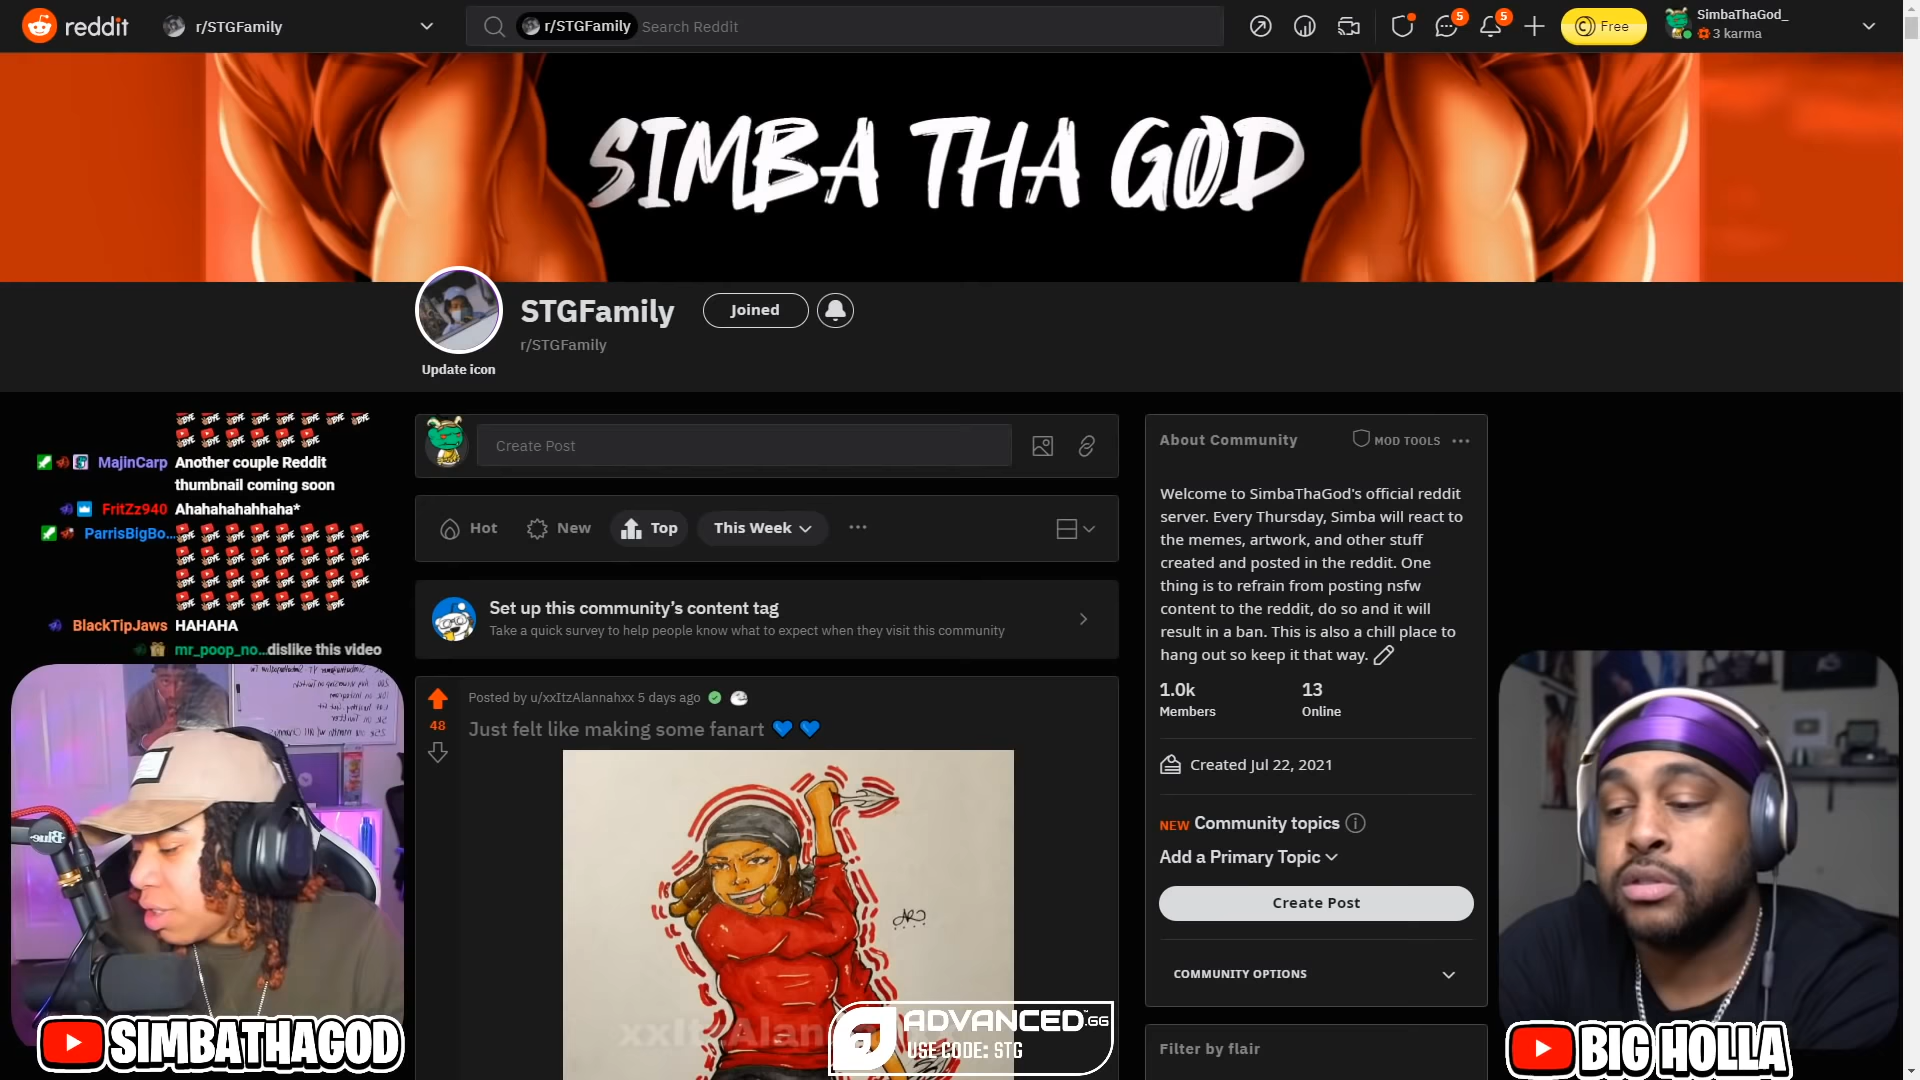 reddit
r/STGFamily
r/STGFamily Search Reddit
5
5
Free
SimbaThaGod_
3 karma
SIMBA THA GOD
STGFamily
Joined
r/STGFamily
Update icon
MajinCarp Another couple Reddit
thumbnail coming soon
FritZz940 Ahahahahahhaha*
ParrisBigBo...
BlackTipJaws HAHAHA
mr_poop_no...dislike this video
Create Post
Hot
New
Top
This Week
Set up this community's content tag
Take a quick survey to help people know what to expect when they visit this community
48
Posted by u/xxItzAlannahxx 5 days ago
Just felt like making some fanart 💙 💙
ADVANCED.GG
USE CODE: STG
About Community
MOD TOOLS
Welcome to SimbaThaGod's official reddit
server. Every Thursday, Simba will react to
the memes, artwork, and other stuff
created and posted in the reddit. One
thing is to refrain from posting nsfw
content to the reddit, do so and it will
result in a ban. This is also a chill place to
hang out so keep it that way.
1.0k
Members
13
Online
Created Jul 22, 2021
NEW Community topics
Add a Primary Topic
Create Post
COMMUNITY OPTIONS
Filter by flair
SIMBATHAGOD
BIG HOLLA